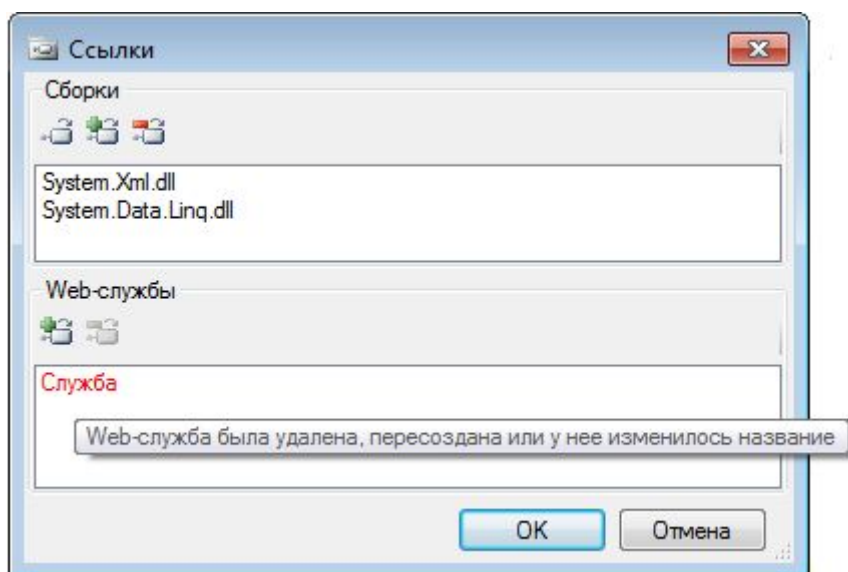 Ссылки
Сборки
System.Xml.dll
System.Data.Linq.dll
Web-службы
Служба
Web-служба была удалена, пересоздана или у нее изменилось название
OK
Отмена